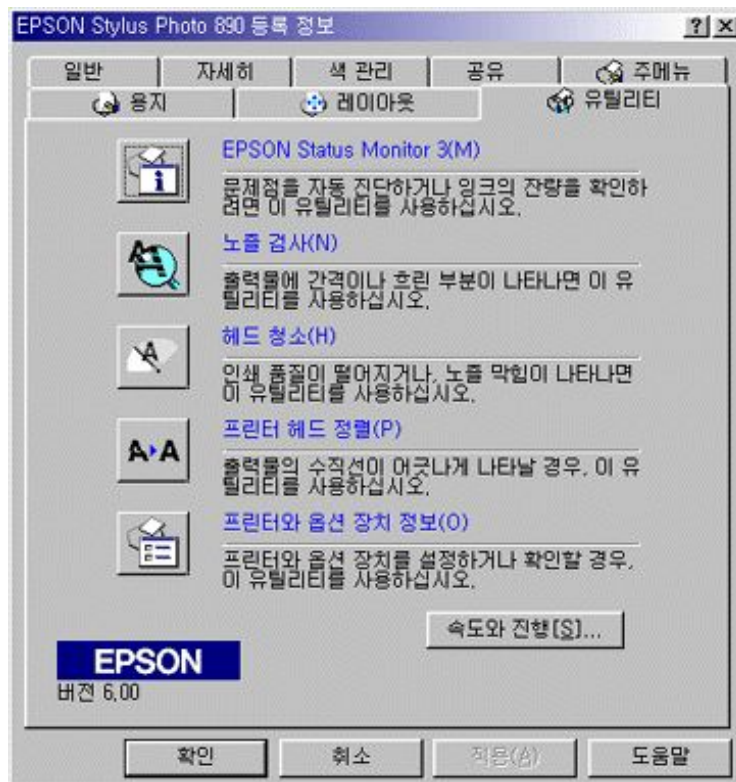 EPSON Stylus Photo 890 등록 정보
일반 자세히 색 관리 공유 주메뉴
용지 레이아웃 유틸리티
EPSON Status Monitor 3(M)
문제점을 자동 진단하거나 잉크의 잔량을 확인하
려면 이 유틸리티를 사용하십시오.
노즐 검사(N)
출력물에 간격이나 흐린 부분이 나타나면 이 유
틸리티를 사용하십시오.
헤드 청소(H)
인쇄 품질이 떨어지거나, 노즐 막힘이 나타나면
이 유틸리티를 사용하십시오.
프린터 헤드 정렬(P)
출력물의 수직선이 어긋나게 나타날 경우, 이 유
틸리티를 사용하십시오.
프린터와 옵션 장치 정보(O)
프린터와 옵션 장치를 설정하거나 확인할 경우,
이 유틸리티를 사용하십시오.
속도와 진행[S]...
EPSON
버전 6.00
확인 취소 적용(A) 도움말